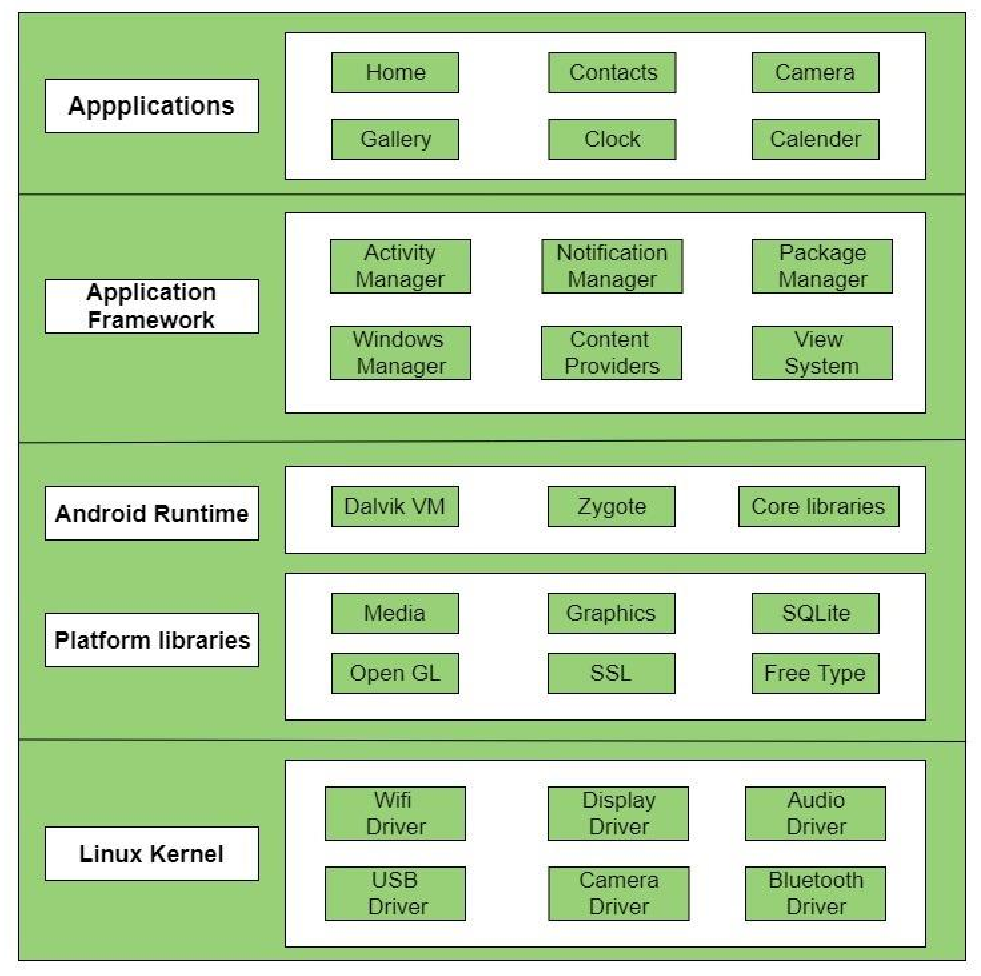 Appplications
Home
Contacts
Camera
Gallery
Clock
Calender
Application
Framework
Activity
Manager
Notification
Manager
Package
Manager
Windows
Manager
Content
Providers
View
System
Android Runtime
Dalvik VM
Zygote
Core libraries
Platform libraries
Media
Graphics
SQLite
Open GL
SSL
Free Type
Linux Kernel
Wifi
Driver
Display
Driver
Audio
Driver
USB
Driver
Camera
Driver
Bluetooth
Driver